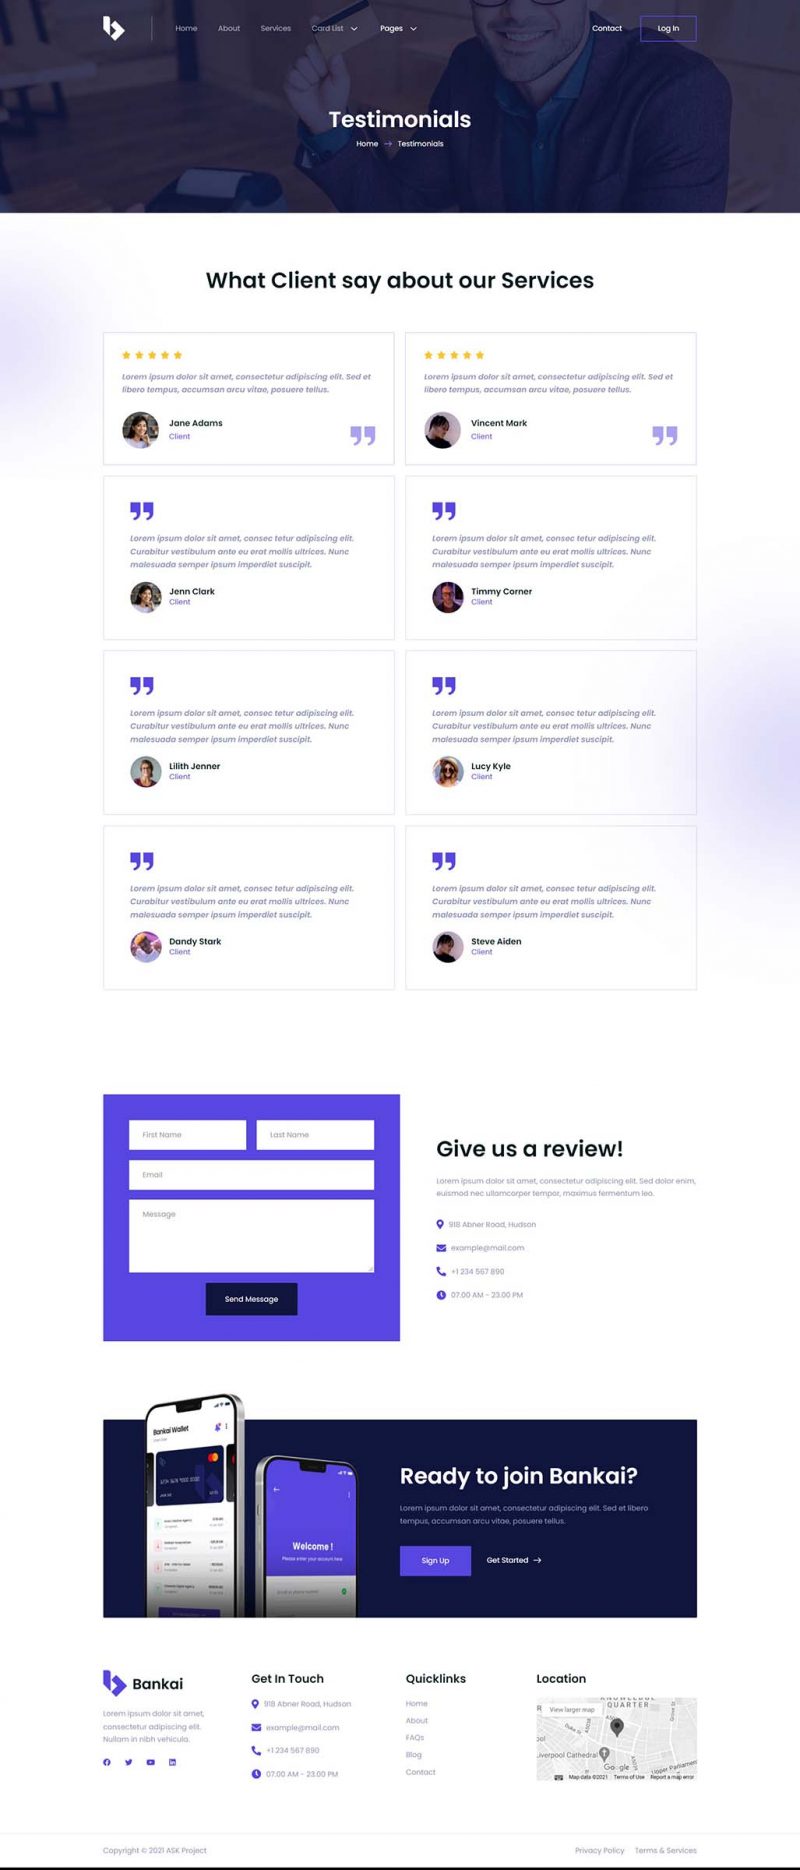 Home About Services Card List Pages Contact Log In
Testimonials
Home → Testimonials
What Client say about our Services
Lorem ipsum dolor sit amet, consectetur adipiscing elit. Sed et
libero tempus, accumsan arcu vitae, posuere tellus.
Jane Adams
Client
Lorem ipsum dolor sit amet, consectetur adipiscing elit. Sed et
libero tempus, accumsan arcu vitae, posuere tellus.
Vincent Mark
Client
Lorem ipsum dolor sit amet, consec tetur adipiscing elit.
Curabitur vestibulum ante eu erat mollis ultrices. Nunc
malesuada semper ipsum imperdiet suscipit.
Jenn Clark
Client
Lorem ipsum dolor sit amet, consec tetur adipiscing elit.
Curabitur vestibulum ante eu erat mollis ultrices. Nunc
malesuada semper ipsum imperdiet suscipit.
Timmy Corner
Client
Lorem ipsum dolor sit amet, consec tetur adipiscing elit.
Curabitur vestibulum ante eu erat mollis ultrices. Nunc
malesuada semper ipsum imperdiet suscipit.
Lilith Jenner
Client
Lorem ipsum dolor sit amet, consec tetur adipiscing elit.
Curabitur vestibulum ante eu erat mollis ultrices. Nunc
malesuada semper ipsum imperdiet suscipit.
Lucy Kyle
Client
Lorem ipsum dolor sit amet, consec tetur adipiscing elit.
Curabitur vestibulum ante eu erat mollis ultrices. Nunc
malesuada semper ipsum imperdiet suscipit.
Dandy Stark
Client
Lorem ipsum dolor sit amet, consec tetur adipiscing elit.
Curabitur vestibulum ante eu erat mollis ultrices. Nunc
malesuada semper ipsum imperdiet suscipit.
Steve Aiden
Client
First Name Last Name
Email
Message
Send Message
Give us a review!
Lorem ipsum dolor sit amet, consectetur adipiscing elit. Sed dolor enim,
euismod nec ullamcorper tempor, maximus fermentum leo.
918 Abner Road, Hudson
example@mail.com
+1 234 567 890
07.00 AM - 23.00 PM
Bankai Wallet
Welcome !
Please enter your account here
Ready to join Bankai?
Lorem ipsum dolor sit amet, consectetur adipiscing elit. Sed et libero
tempus, accumsan arcu vitae, posuere tellus.
Sign Up Get Started →
Bankai
Lorem ipsum dolor sit amet,
consectetur adipiscing elit.
Nullam in nibh vehicula.
Get In Touch
918 Abner Road, Hudson
example@mail.com
+1 234 567 890
07.00 AM - 23.00 PM
Quicklinks
Home
About
FAQs
Blog
Contact
Location
QUARTER
View larger map
Duke St
Liverpool Cathedral
Google
Upper Parliament
Map data ©2021 Terms of Use Report a map error
Copyright © 2021 ASK Project
Privacy Policy Terms & Services